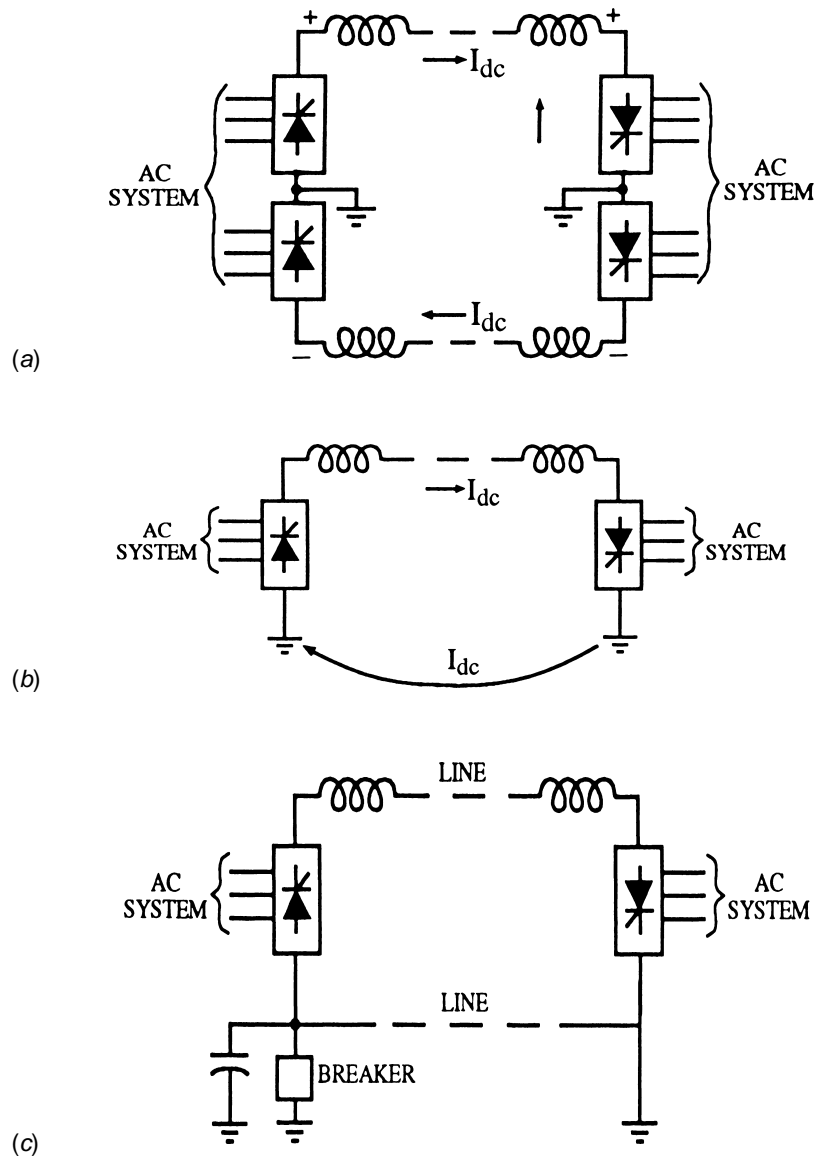 + +
I_dc
AC
SYSTEM
AC
SYSTEM
I_dc
– –
(a)
I_dc
AC
SYSTEM
AC
SYSTEM
I_dc
(b)
LINE
AC
SYSTEM
AC
SYSTEM
LINE
BREAKER
(c)